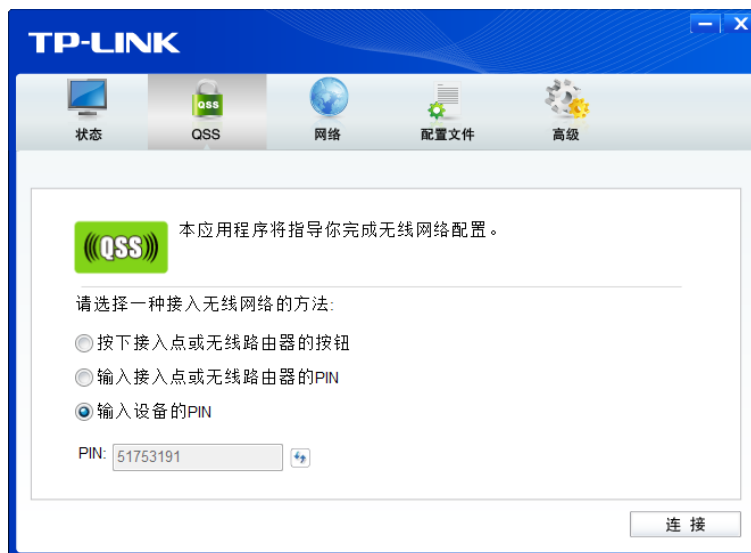 TP-LINK
状态
QSS
QSS
网络
配置文件
高级
QSS
本应用程序将指导你完成无线网络配置。
请选择一种接入无线网络的方法:
按下接入点或无线路由器的按钮
输入接入点或无线路由器的PIN
输入设备的PIN
PIN: 51753191
连 接